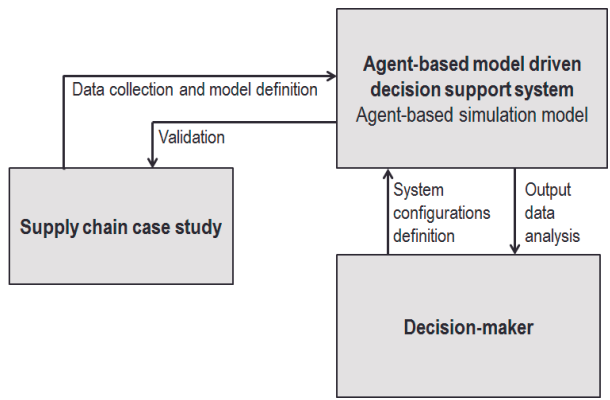 Agent-based model driven
decision support system
Agent-based simulation model
Data collection and model definition
Validation
Supply chain case study
System
configurations
definition
Output
data
analysis
Decision-maker